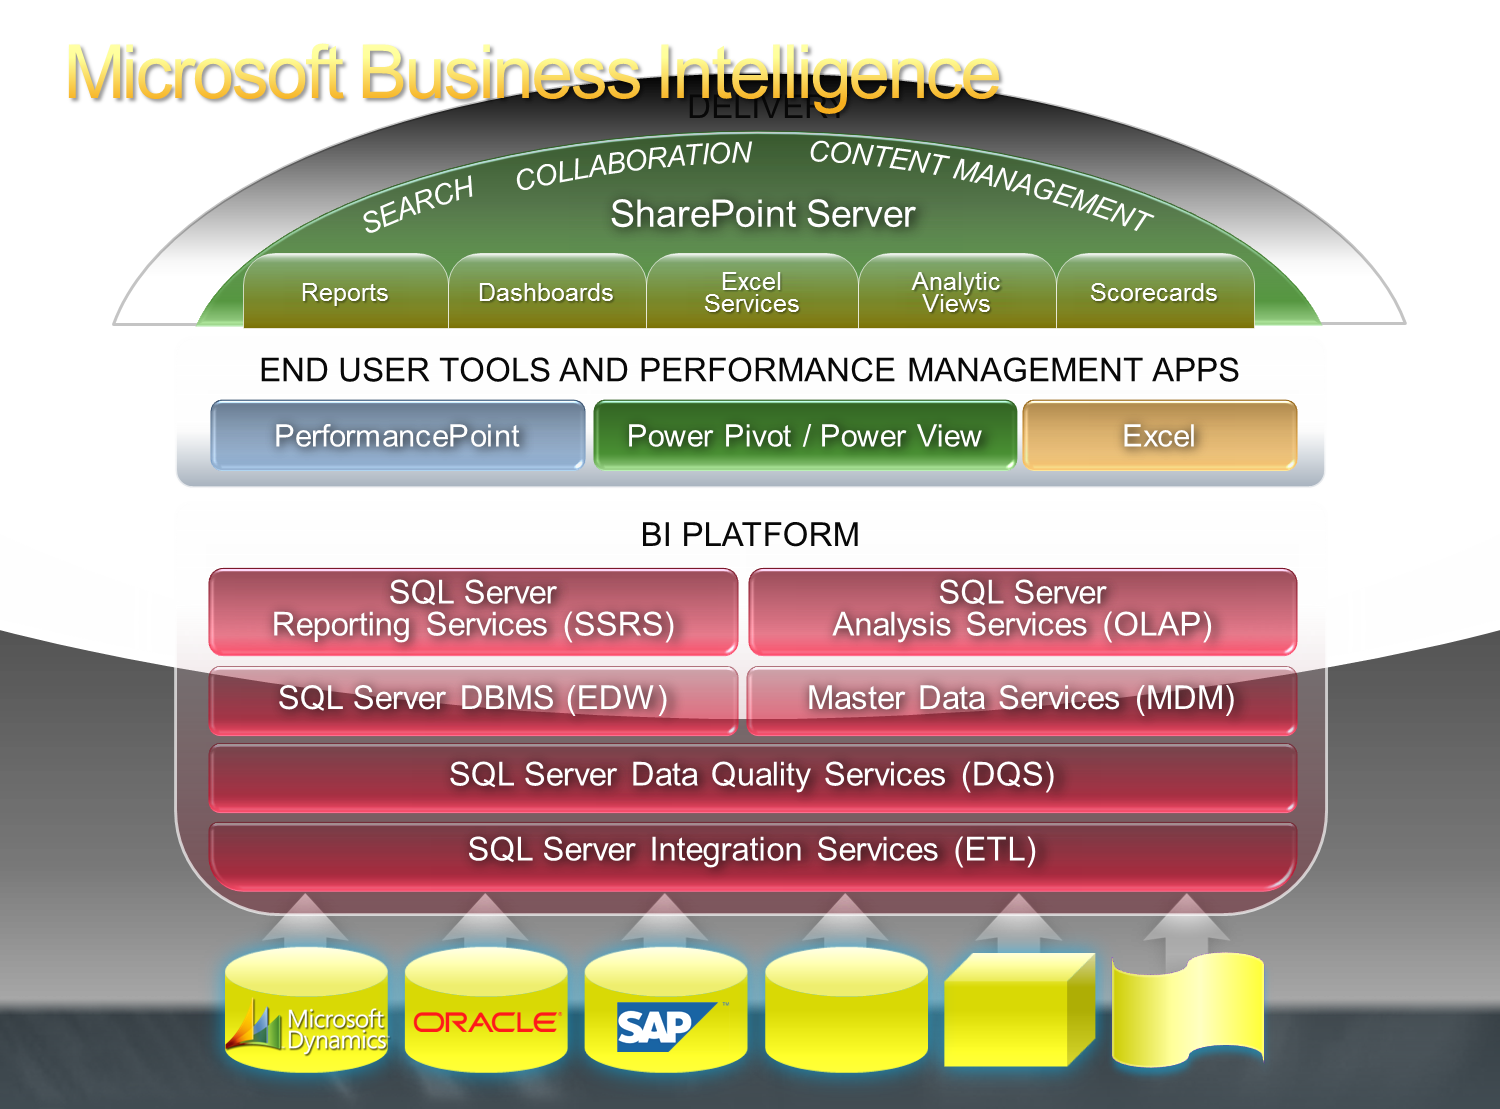 Microsoft Business Intelligence
DELIVERY
SEARCH COLLABORATION CONTENT MANAGEMENT
SharePoint Server
Reports
Dashboards
Excel
Services
Analytic
Views
Scorecards
END USER TOOLS AND PERFORMANCE MANAGEMENT APPS
PerformancePoint
Power Pivot / Power View
Excel
BI PLATFORM
SQL Server
Reporting Services (SSRS)
SQL Server
Analysis Services (OLAP)
SQL Server DBMS (EDW)
Master Data Services (MDM)
SQL Server Data Quality Services (DQS)
SQL Server Integration Services (ETL)
Microsoft
Dynamics
ORACLE®
SAP™